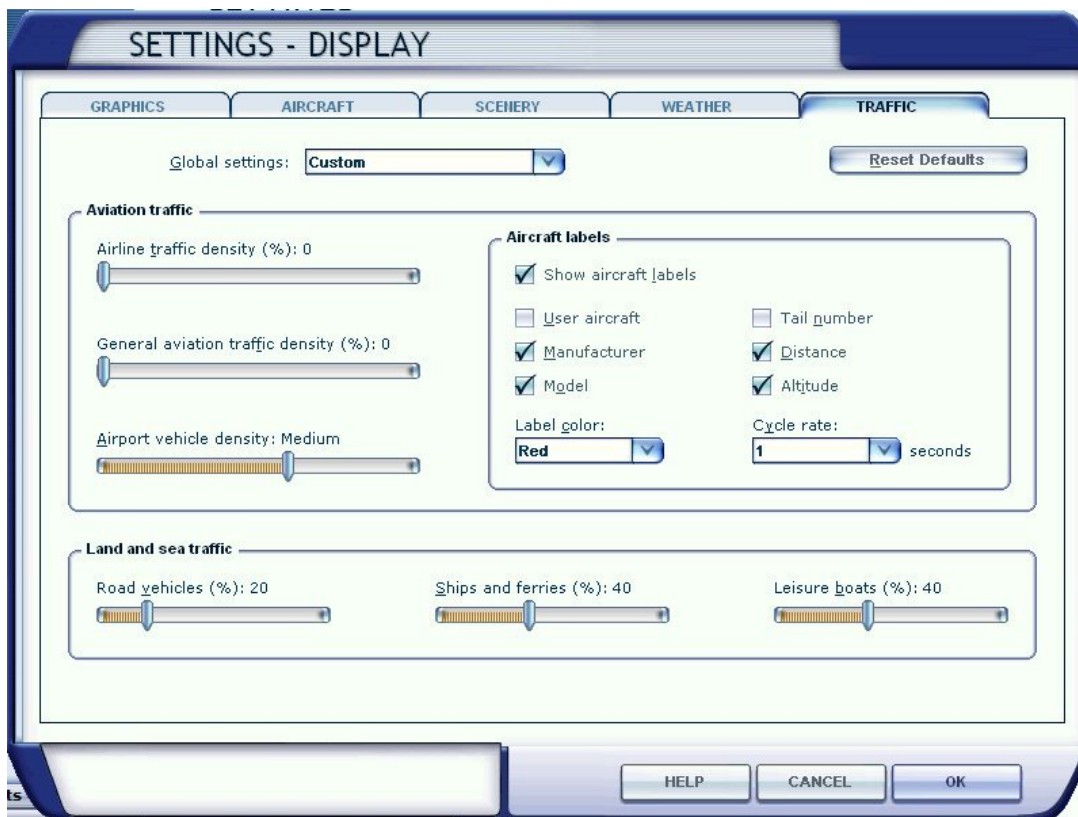 SETTINGS - DISPLAY
GRAPHICS
AIRCRAFT
SCENERY
WEATHER
TRAFFIC
Global settings: Custom
Reset Defaults
Aviation traffic
Airline traffic density (%): 0
General aviation traffic density (%): 0
Airport vehicle density: Medium
Aircraft labels
Show aircraft labels
User aircraft
Tail number
Manufacturer
Distance
Model
Altitude
Label color:
Cycle rate:
Red
1 seconds
Land and sea traffic
Road vehicles (%): 20
Ships and ferries (%): 40
Leisure boats (%): 40
HELP
CANCEL
OK
ts